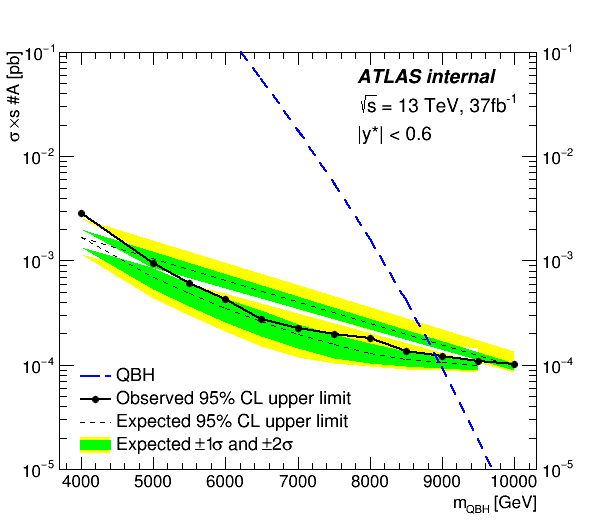 10⁻¹ 10⁻¹
ATLAS internal
√s = 13 TeV, 37fb⁻¹
|y*| < 0.6
σ×s #A [pb]
10⁻² 10⁻²
10⁻³ 10⁻³
10⁻⁴ 10⁻⁴
QBH
Observed 95% CL upper limit
Expected 95% CL upper limit
Expected ±1σ and ±2σ
10⁻⁵ 10⁻⁵
4000 5000 6000 7000 8000 9000 10000
m_QBH [GeV]